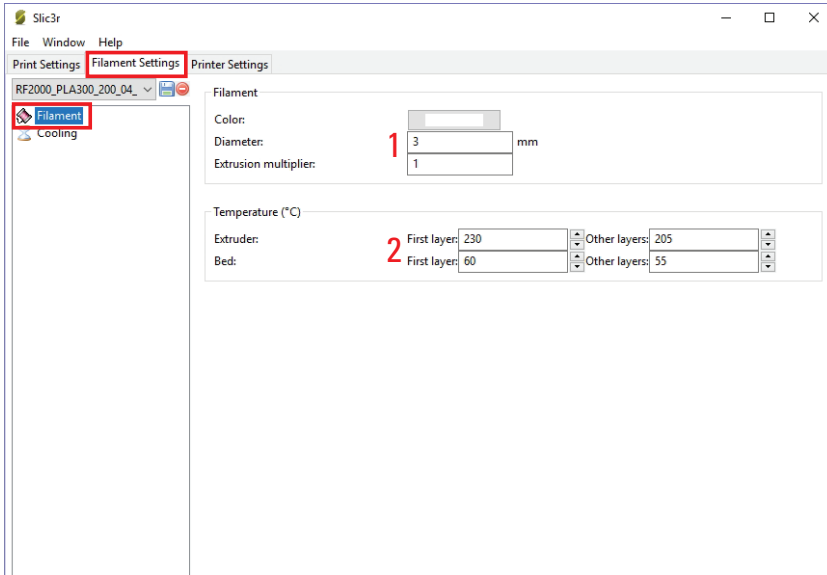 Slic3r
File Window Help
Print Settings Filament Settings Printer Settings
RF2000_PLA300_200_04_
Filament
Cooling
Filament
Color:
Diameter: 1 3 mm
Extrusion multiplier: 1
Temperature (°C)
Extruder: 2 First layer: 230 Other layers: 205
Bed: First layer: 60 Other layers: 55